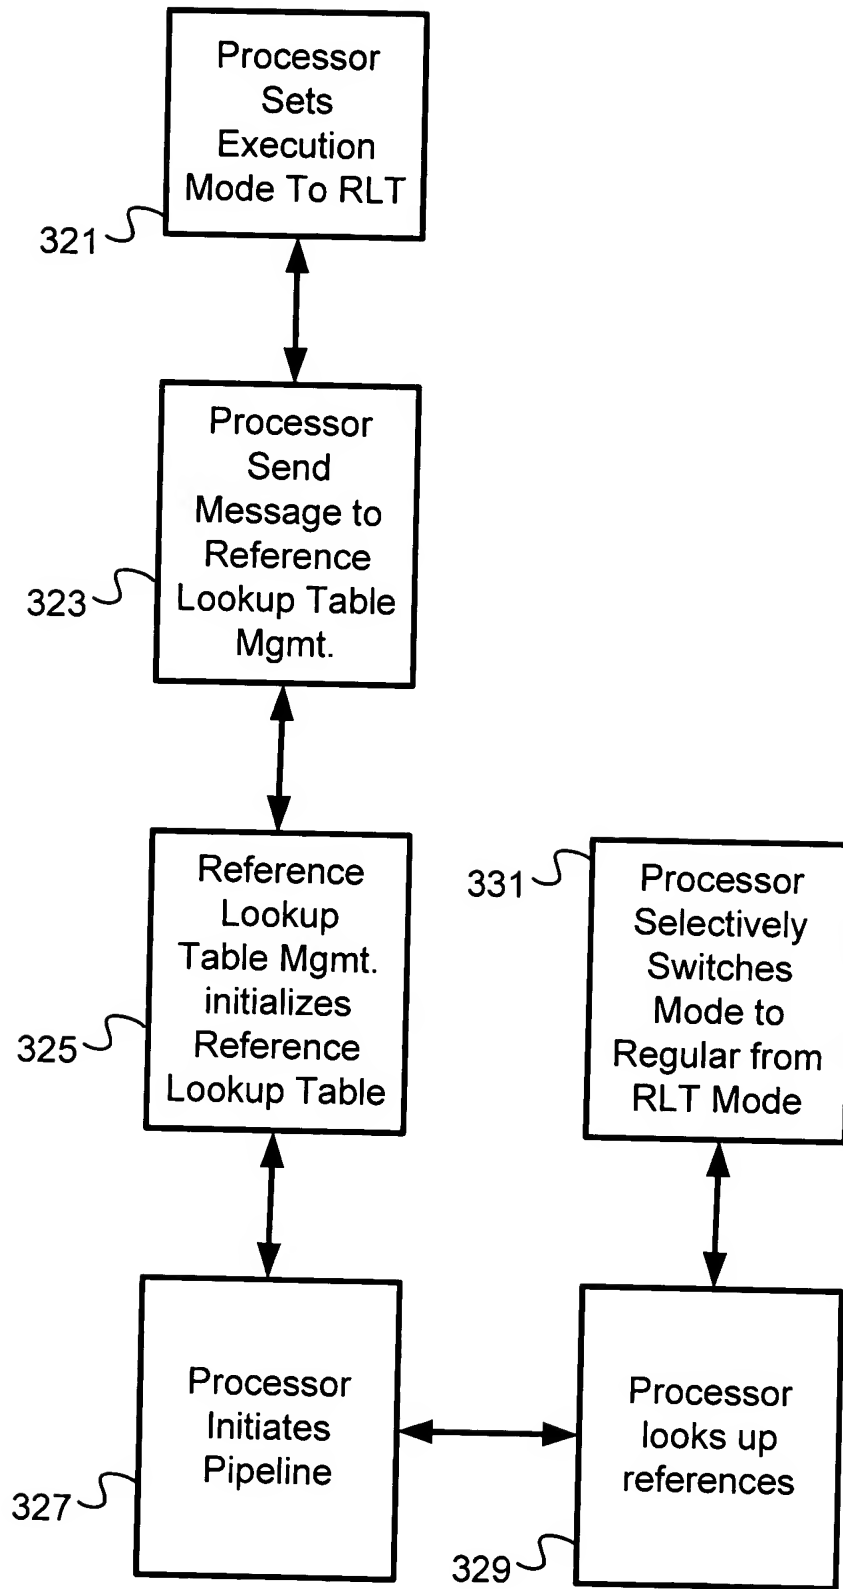 Processor
Sets
Execution
Mode To RLT
321
Processor
Send
Message to
Reference
Lookup Table
Mgmt.
323
Reference
Lookup
Table Mgmt.
initializes
Reference
Lookup Table
325
331
Processor
Selectively
Switches
Mode to
Regular from
RLT Mode
Processor
Initiates
Pipeline
327
Processor
looks up
references
329